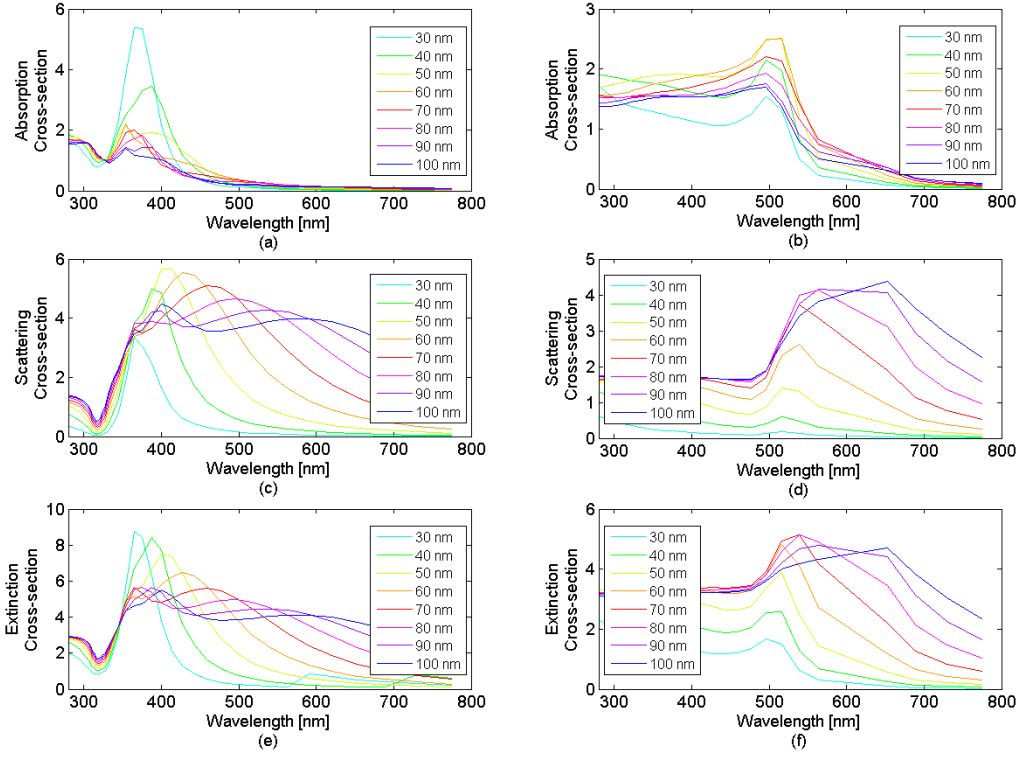 6
4
2
0
300
400
500
600
700
800
Absorption
Cross-section
Wavelength [nm]
(a)
30 nm
40 nm
50 nm
60 nm
70 nm
80 nm
90 nm
100 nm
3
2
1
0
300
400
500
600
700
800
Absorption
Cross-section
Wavelength [nm]
(b)
30 nm
40 nm
50 nm
60 nm
70 nm
80 nm
90 nm
100 nm
6
4
2
0
300
400
500
600
700
800
Scattering
Cross-section
Wavelength [nm]
(c)
30 nm
40 nm
50 nm
60 nm
70 nm
80 nm
90 nm
100 nm
5
4
3
2
1
0
300
400
500
600
700
800
Scattering
Cross-section
Wavelength [nm]
(d)
30 nm
40 nm
50 nm
60 nm
70 nm
80 nm
90 nm
100 nm
10
8
6
4
2
0
300
400
500
600
700
800
Extinction
Cross-section
Wavelength [nm]
(e)
30 nm
40 nm
50 nm
60 nm
70 nm
80 nm
90 nm
100 nm
6
4
2
0
300
400
500
600
700
800
Extinction
Cross-section
Wavelength [nm]
(f)
30 nm
40 nm
50 nm
60 nm
70 nm
80 nm
90 nm
100 nm